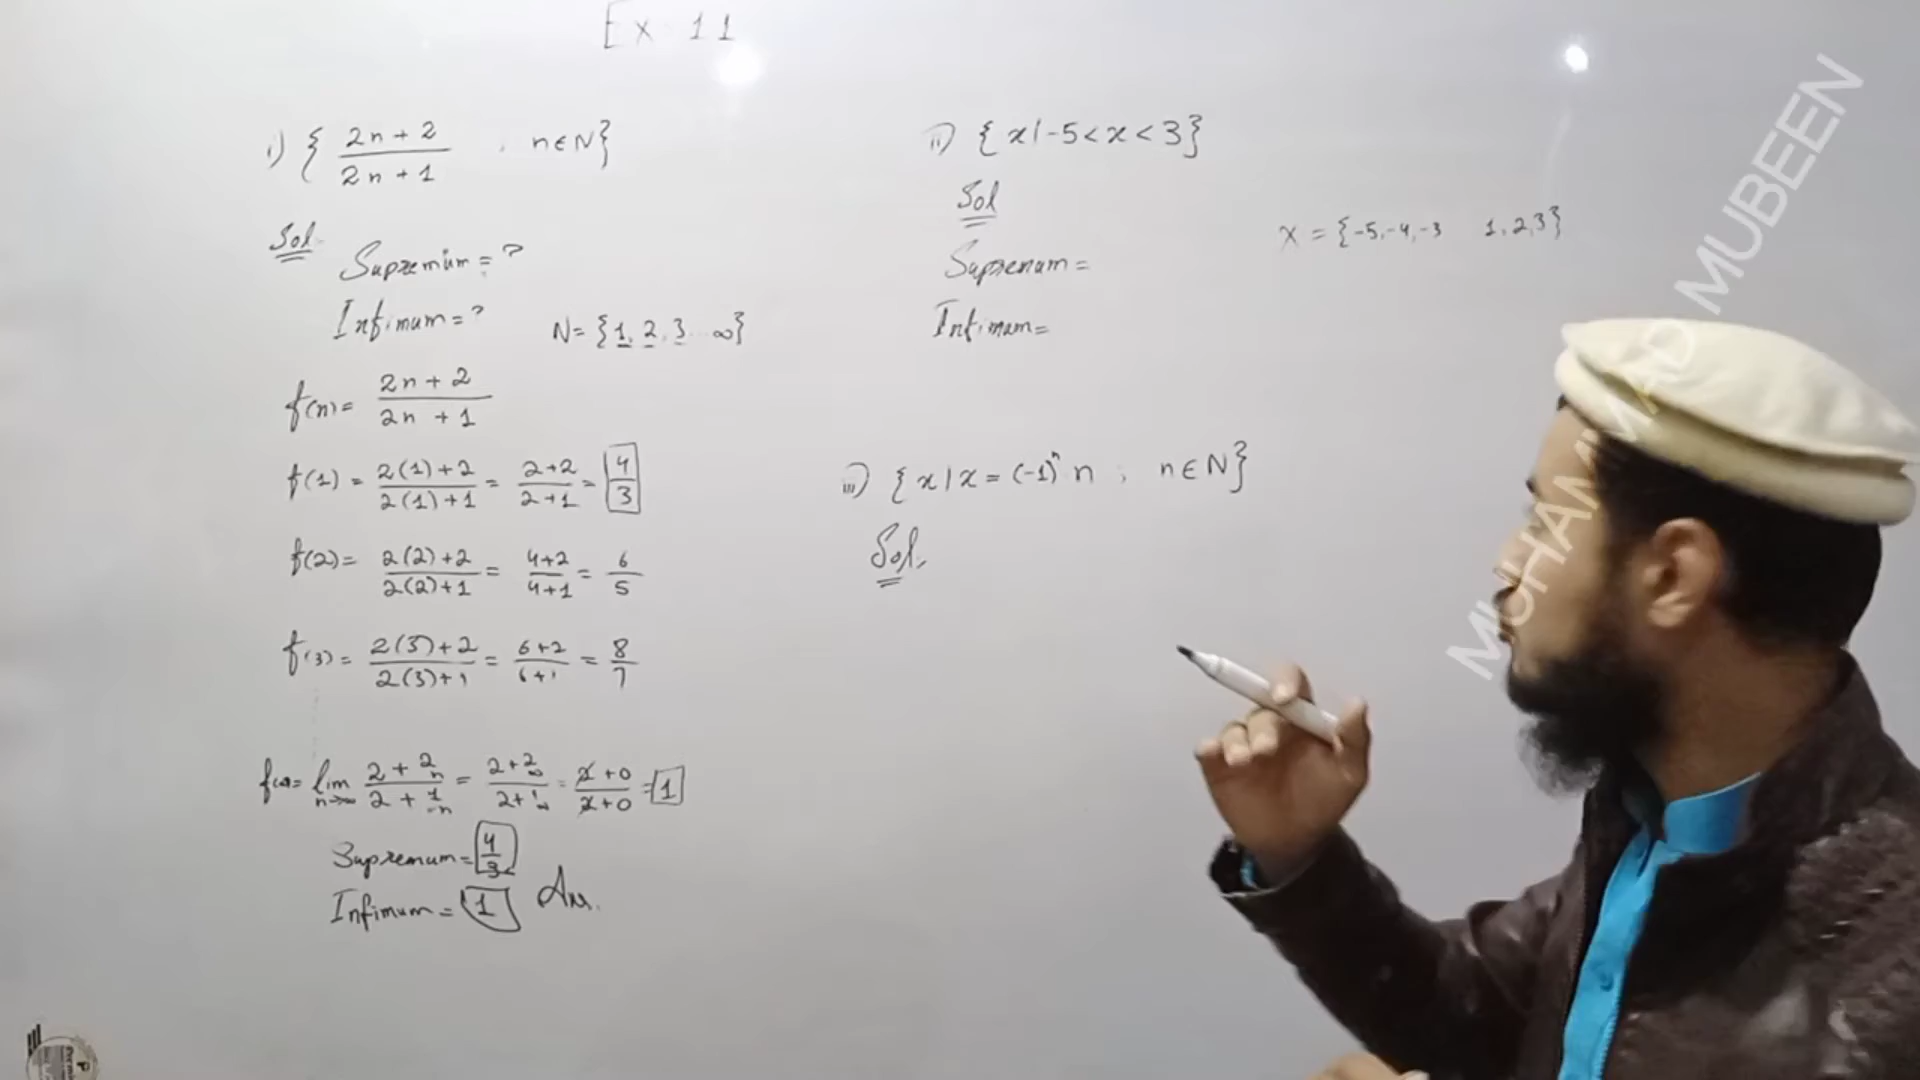 Ex 11
i) { 2n+2 / 2n+1 , n∈N}
Sol.
Supremum = ?
Infimum = ?
N = {1, 2, 3 ... ∞}
f(n) = 2n+2 / 2n+1
f(1) = 2(1)+2 / 2(1)+1 = 2+2 / 2+1 = 4/3
f(2) = 2(2)+2 / 2(2)+1 = 4+2 / 4+1 = 6/5
f(3) = 2(3)+2 / 2(3)+1 = 6+2 / 6+1 = 8/7
f(∞) = lim n→∞ 2 + 2/n / 2 + 1/n = 2+2/∞ / 2+1/∞ = 2+0 / 2+0 = 1
Supremum = 4/3
Infimum = 1 Ans.
ii) {x | -5 < x < 3}
Sol
Supremum =
Infimum =
X = {-5, -4, -3 1, 2, 3}
iii) {x | x = (-1)ⁿ n ; n∈N}
Sol.
MUHAMMAD MUBEEN